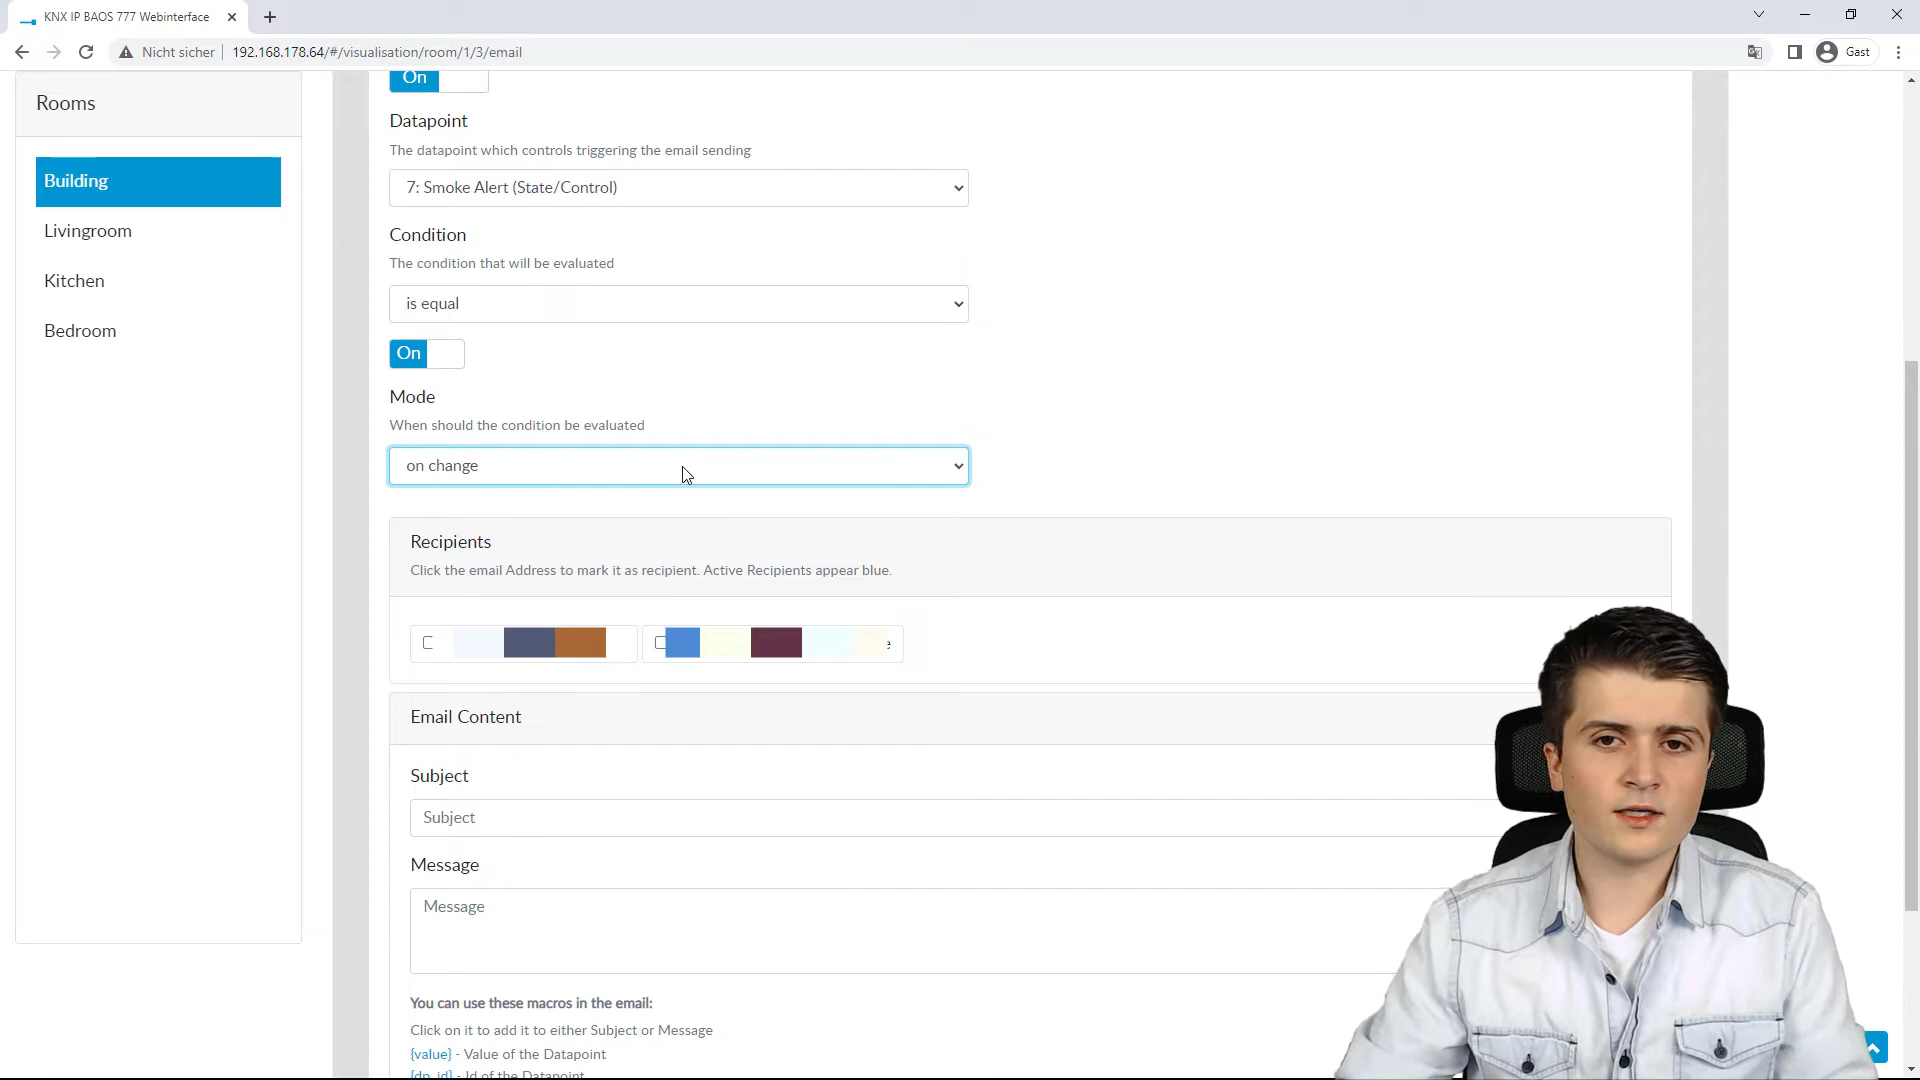 KNX IP BAOS 777 Webinterface
Nicht sicher
192.168.178.64/#/visualisation/room/1/3/email
Gast
Rooms
Building
Livingroom
Kitchen
Bedroom
On
Datapoint
The datapoint which controls triggering the email sending
7: Smoke Alert (State/Control)
Condition
The condition that will be evaluated
is equal
On
Mode
When should the condition be evaluated
on change
Recipients
Click the email Address to mark it as recipient. Active Recipients appear blue.
e
Email Content
Subject
Subject
Message
Message
You can use these macros in the email:
Click on it to add it to either Subject or Message
{value} - Value of the Datapoint
{dp_id} - Id of the Datapoint